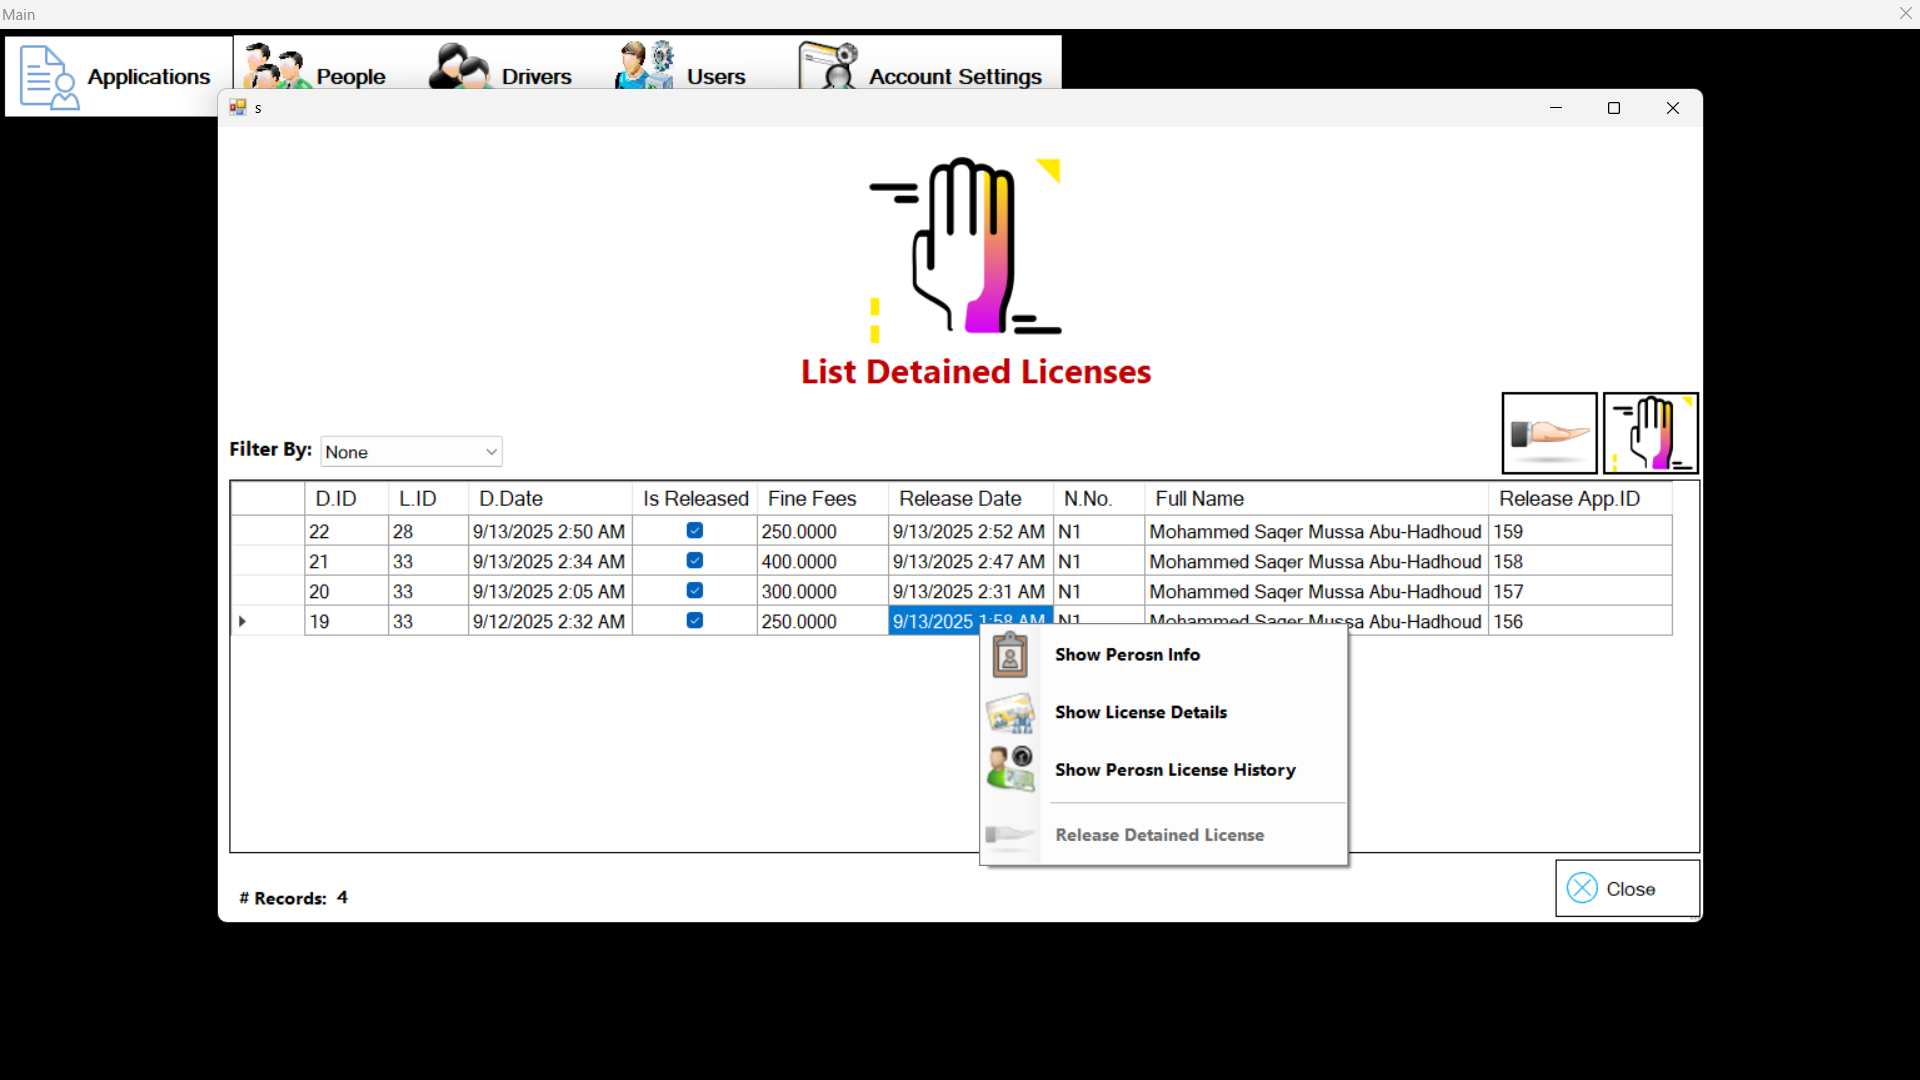 Main
Applications People Drivers Users Account Settings
s
List Detained Licenses
Filter By: None
D.ID L.ID D.Date Is Released Fine Fees Release Date N.No. Full Name Release App.ID
22 28 9/13/2025 2:50 AM 250.0000 9/13/2025 2:52 AM N1 Mohammed Saqer Mussa Abu-Hadhoud 159
21 33 9/13/2025 2:34 AM 400.0000 9/13/2025 2:47 AM N1 Mohammed Saqer Mussa Abu-Hadhoud 158
20 33 9/13/2025 2:05 AM 300.0000 9/13/2025 2:31 AM N1 Mohammed Saqer Mussa Abu-Hadhoud 157
19 33 9/12/2025 2:32 AM 250.0000 9/13/2025 1:58 AM N1 Mohammed Saqer Mussa Abu-Hadhoud 156
Show Perosn Info
Show License Details
Show Perosn License History
Release Detained License
# Records: 4
Close